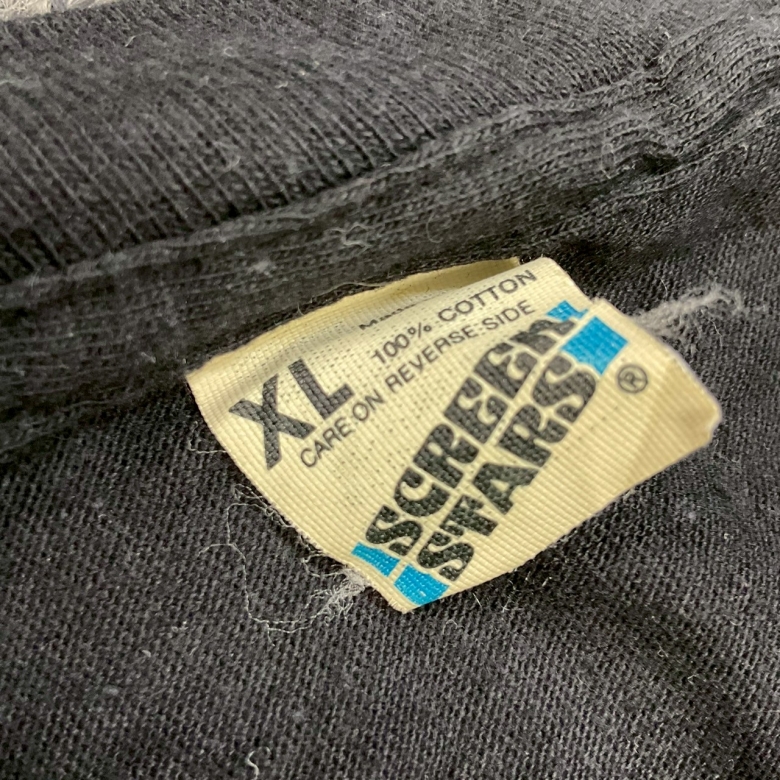 100% COTTON
XL
CARE ON REVERSE SIDE
SCREEN
STARS
®